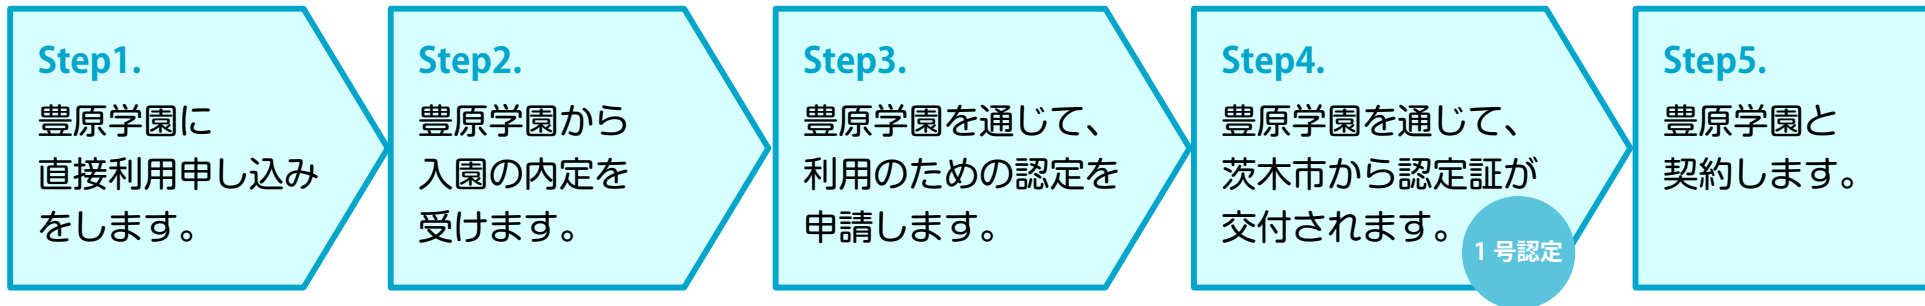 Step1.
豊原学園に
直接利用申し込み
をします。
Step2.
豊原学園から
入園の内定を
受けます。
Step3.
豊原学園を通じて、
利用のための認定を
申請します。
Step4.
豊原学園を通じて、
茨木市から認定証が
交付されます。
1 号認定
Step5.
豊原学園と
契約します。